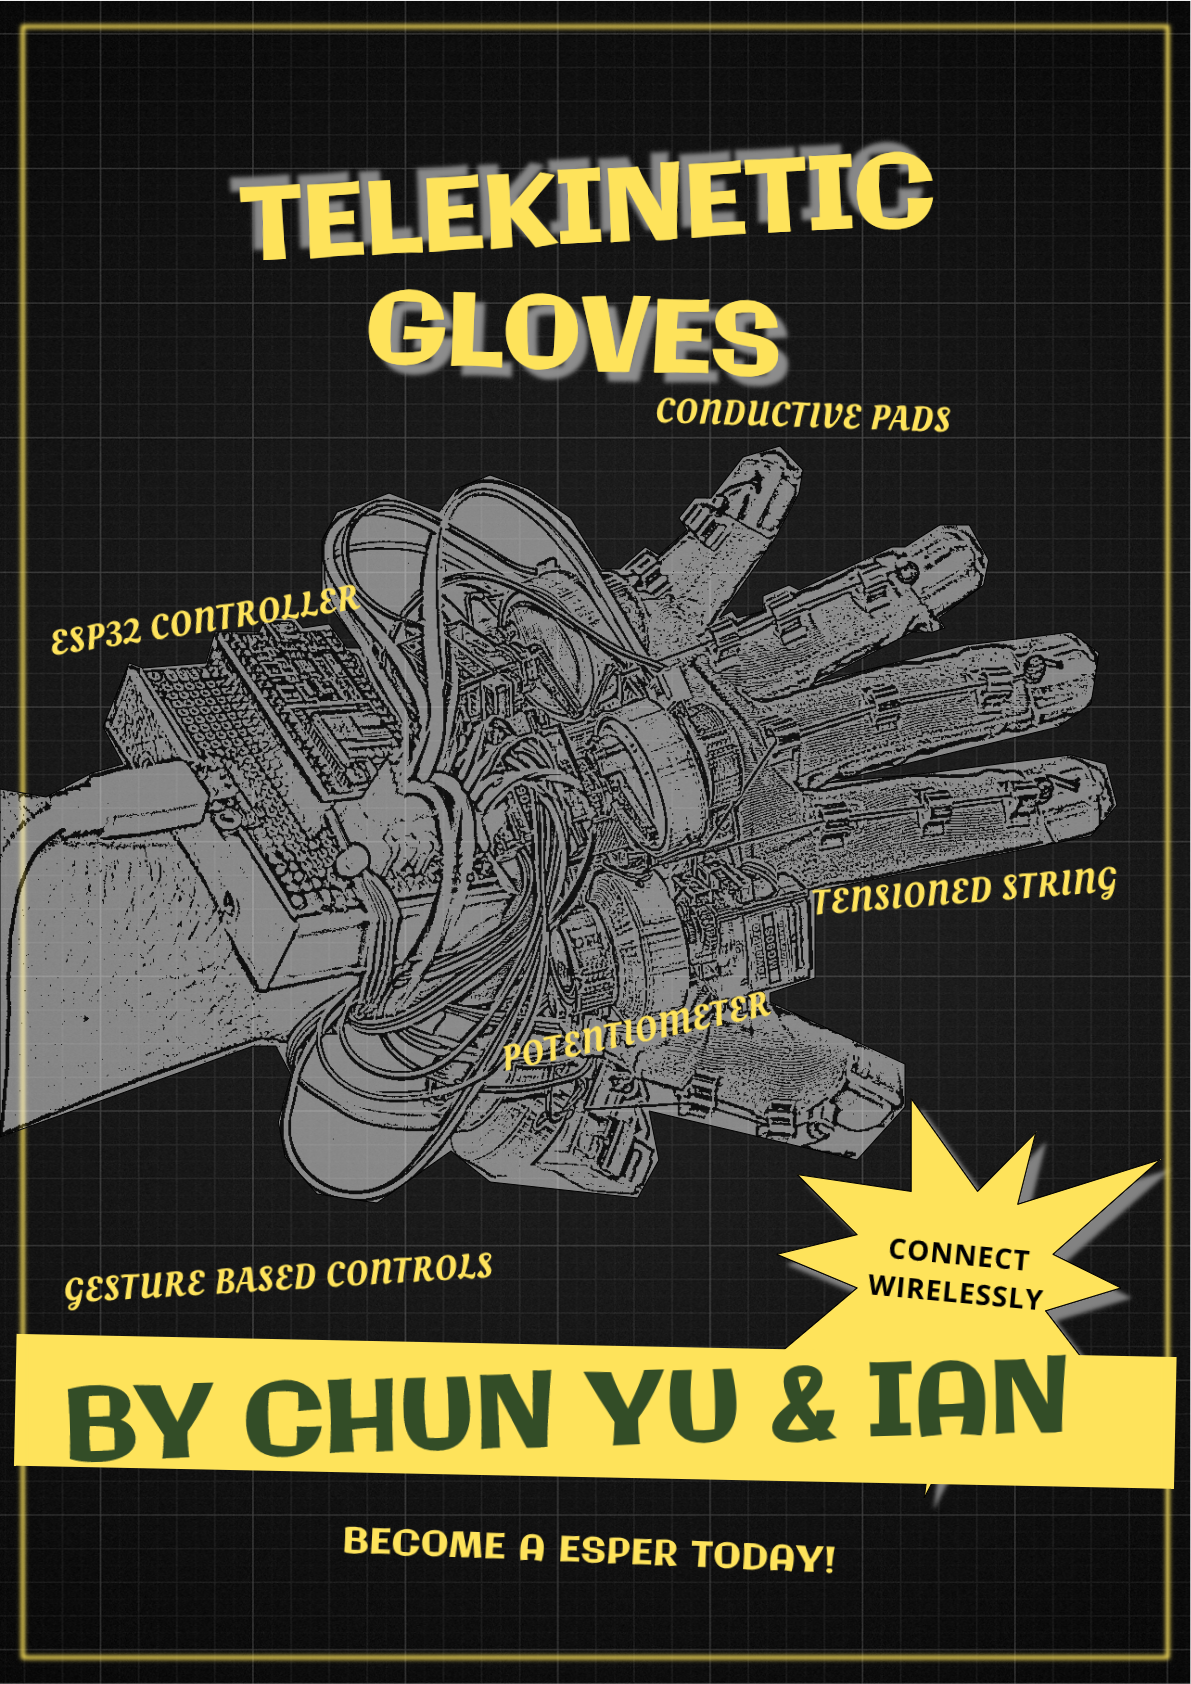 TELEKINETIC
GLOVES
CONDUCTIVE PADS
ESP32 CONTROLLER
TENSIONED STRING
POTENTIOMETER
CONNECT
WIRELESSLY
GESTURE BASED CONTROLS
BY CHUN YU & IAN
BECOME A ESPER TODAY!